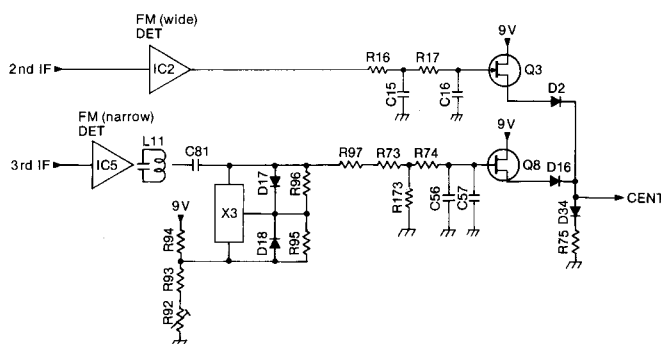 FM (wide)
DET
2nd IF
IC2
R16
R17
C15
C16
9V
Q3
D2
FM (narrow)
DET
3rd IF
IC5
L11
C81
X3
D17
D18
R96
R95
R97
R73
R74
R173
C56
C57
9V
Q8
D16
CENT
D34
R75
9V
R94
R93
R92